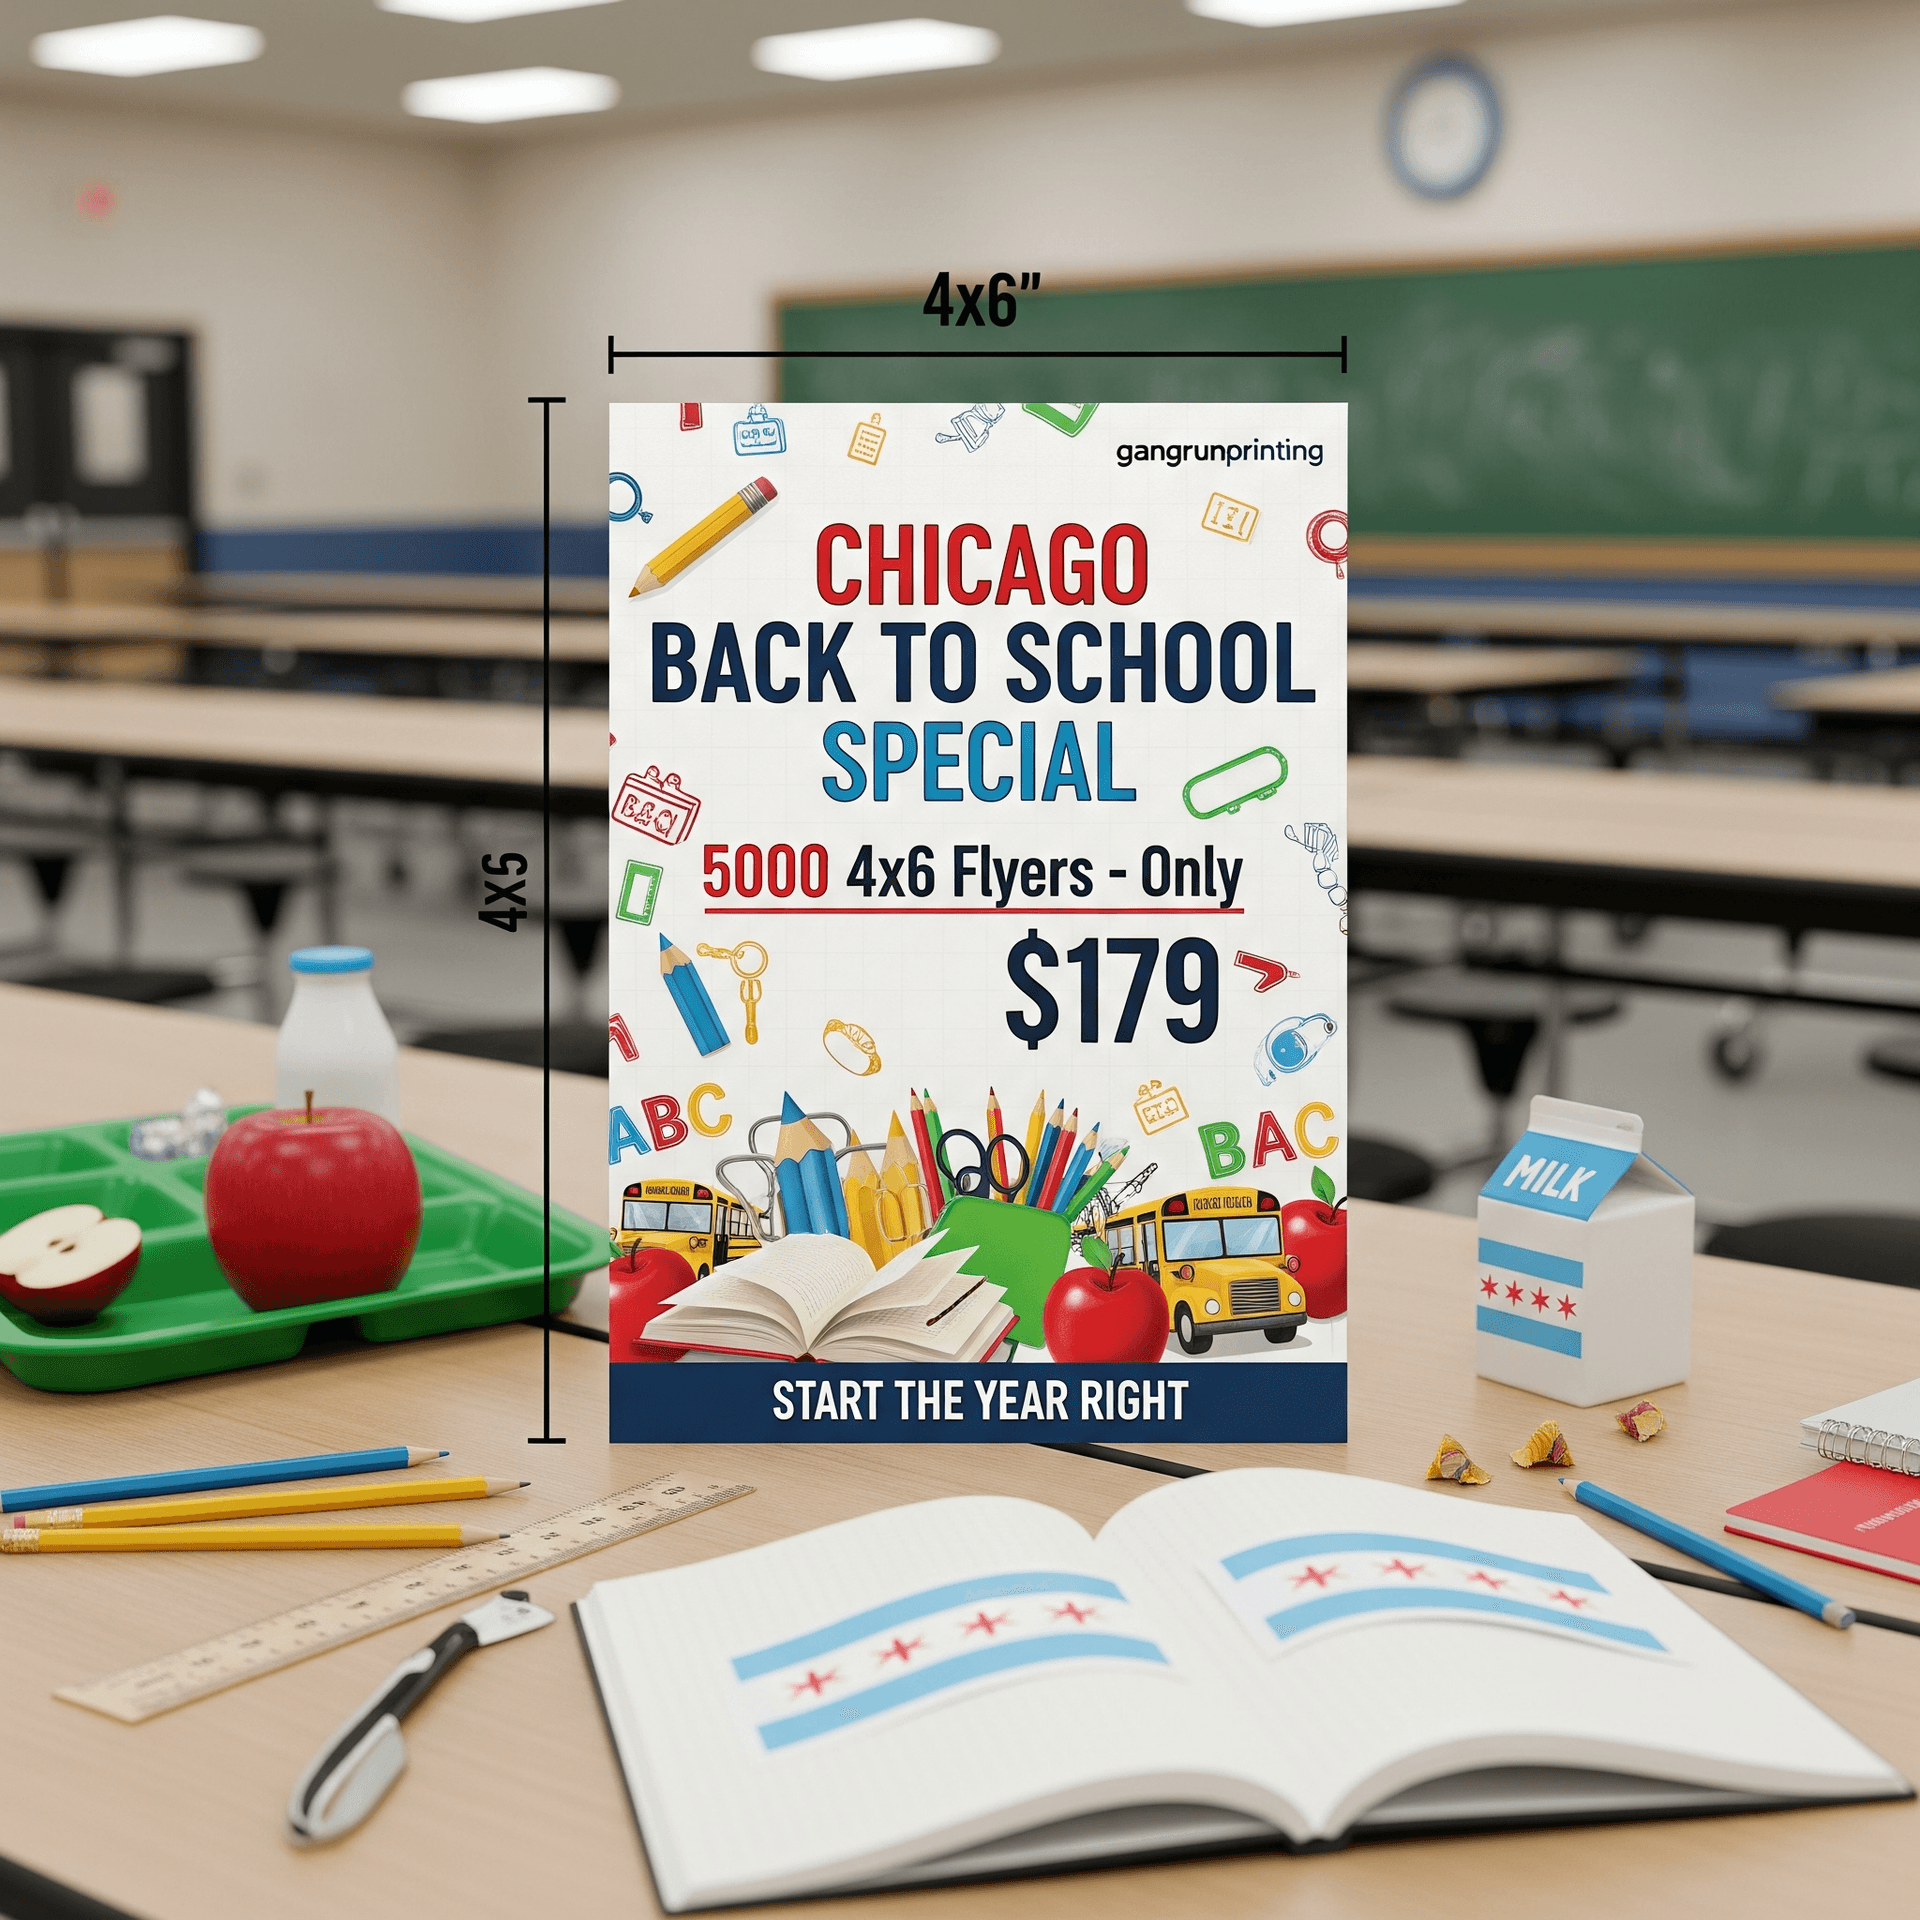 4x6”
4x5
gangrunprinting
CHICAGO
BACK TO SCHOOL
SPECIAL
5000 4x6 Flyers - Only
$179
ABC
BAC
START THE YEAR RIGHT
MILK